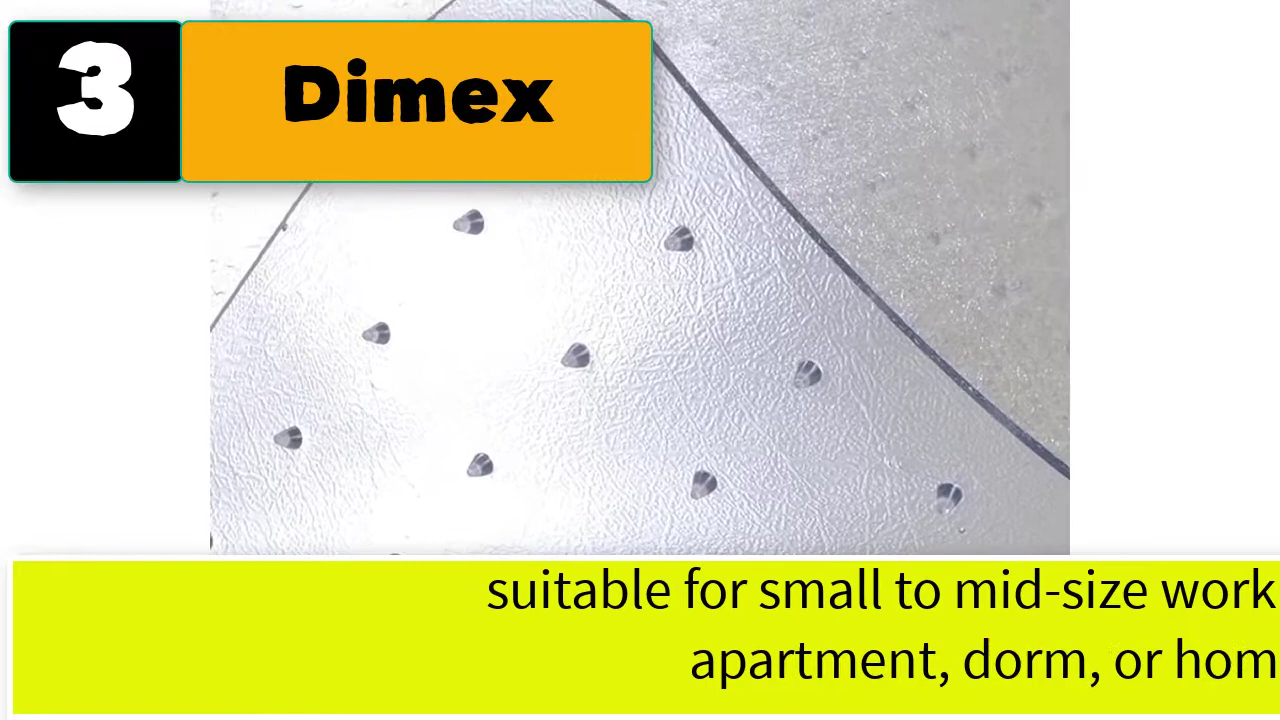 3
Dimex
suitable for small to mid-size work
apartment, dorm, or hom